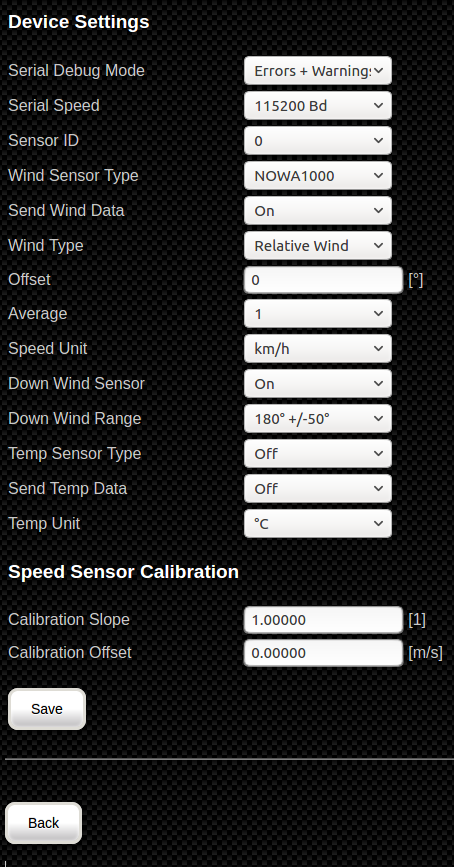 Device Settings
Serial Debug Mode Errors + Warnings
Serial Speed 115200 Bd
Sensor ID 0
Wind Sensor Type NOWA1000
Send Wind Data On
Wind Type Relative Wind
Offset 0 [°]
Average 1
Speed Unit km/h
Down Wind Sensor On
Down Wind Range 180° +/-50°
Temp Sensor Type Off
Send Temp Data Off
Temp Unit °C
Speed Sensor Calibration
Calibration Slope 1.00000 [1]
Calibration Offset 0.00000 [m/s]
Save
Back